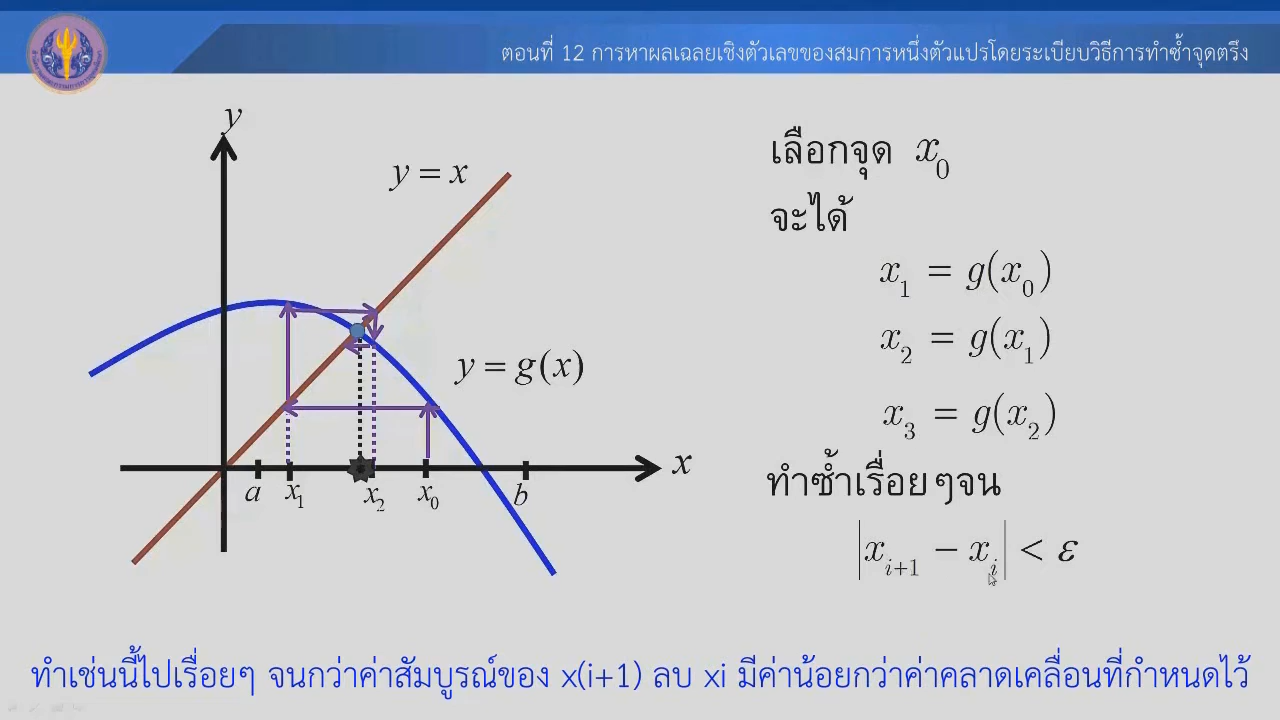 ตอนที่ 12 การหาผลเฉลยเชิงตัวเลขของสมการหนึ่งตัวแปรโดยระเบียบวิธีการทำซ้ำจุดตรึง
y
y = x
y = g(x)
x
a x₁ x₂ x₀ b
เลือกจุด x₀
จะได้
x₁ = g(x₀)
x₂ = g(x₁)
x₃ = g(x₂)
ทำซ้ำเรื่อยๆจน
|xᵢ₊₁ − xᵢ| < ε
ทำเช่นนี้ไปเรื่อยๆ จนกว่าค่าสัมบูรณ์ของ x(i+1) ลบ xi มีค่าน้อยกว่าค่าคลาดเคลื่อนที่กำหนดไว้